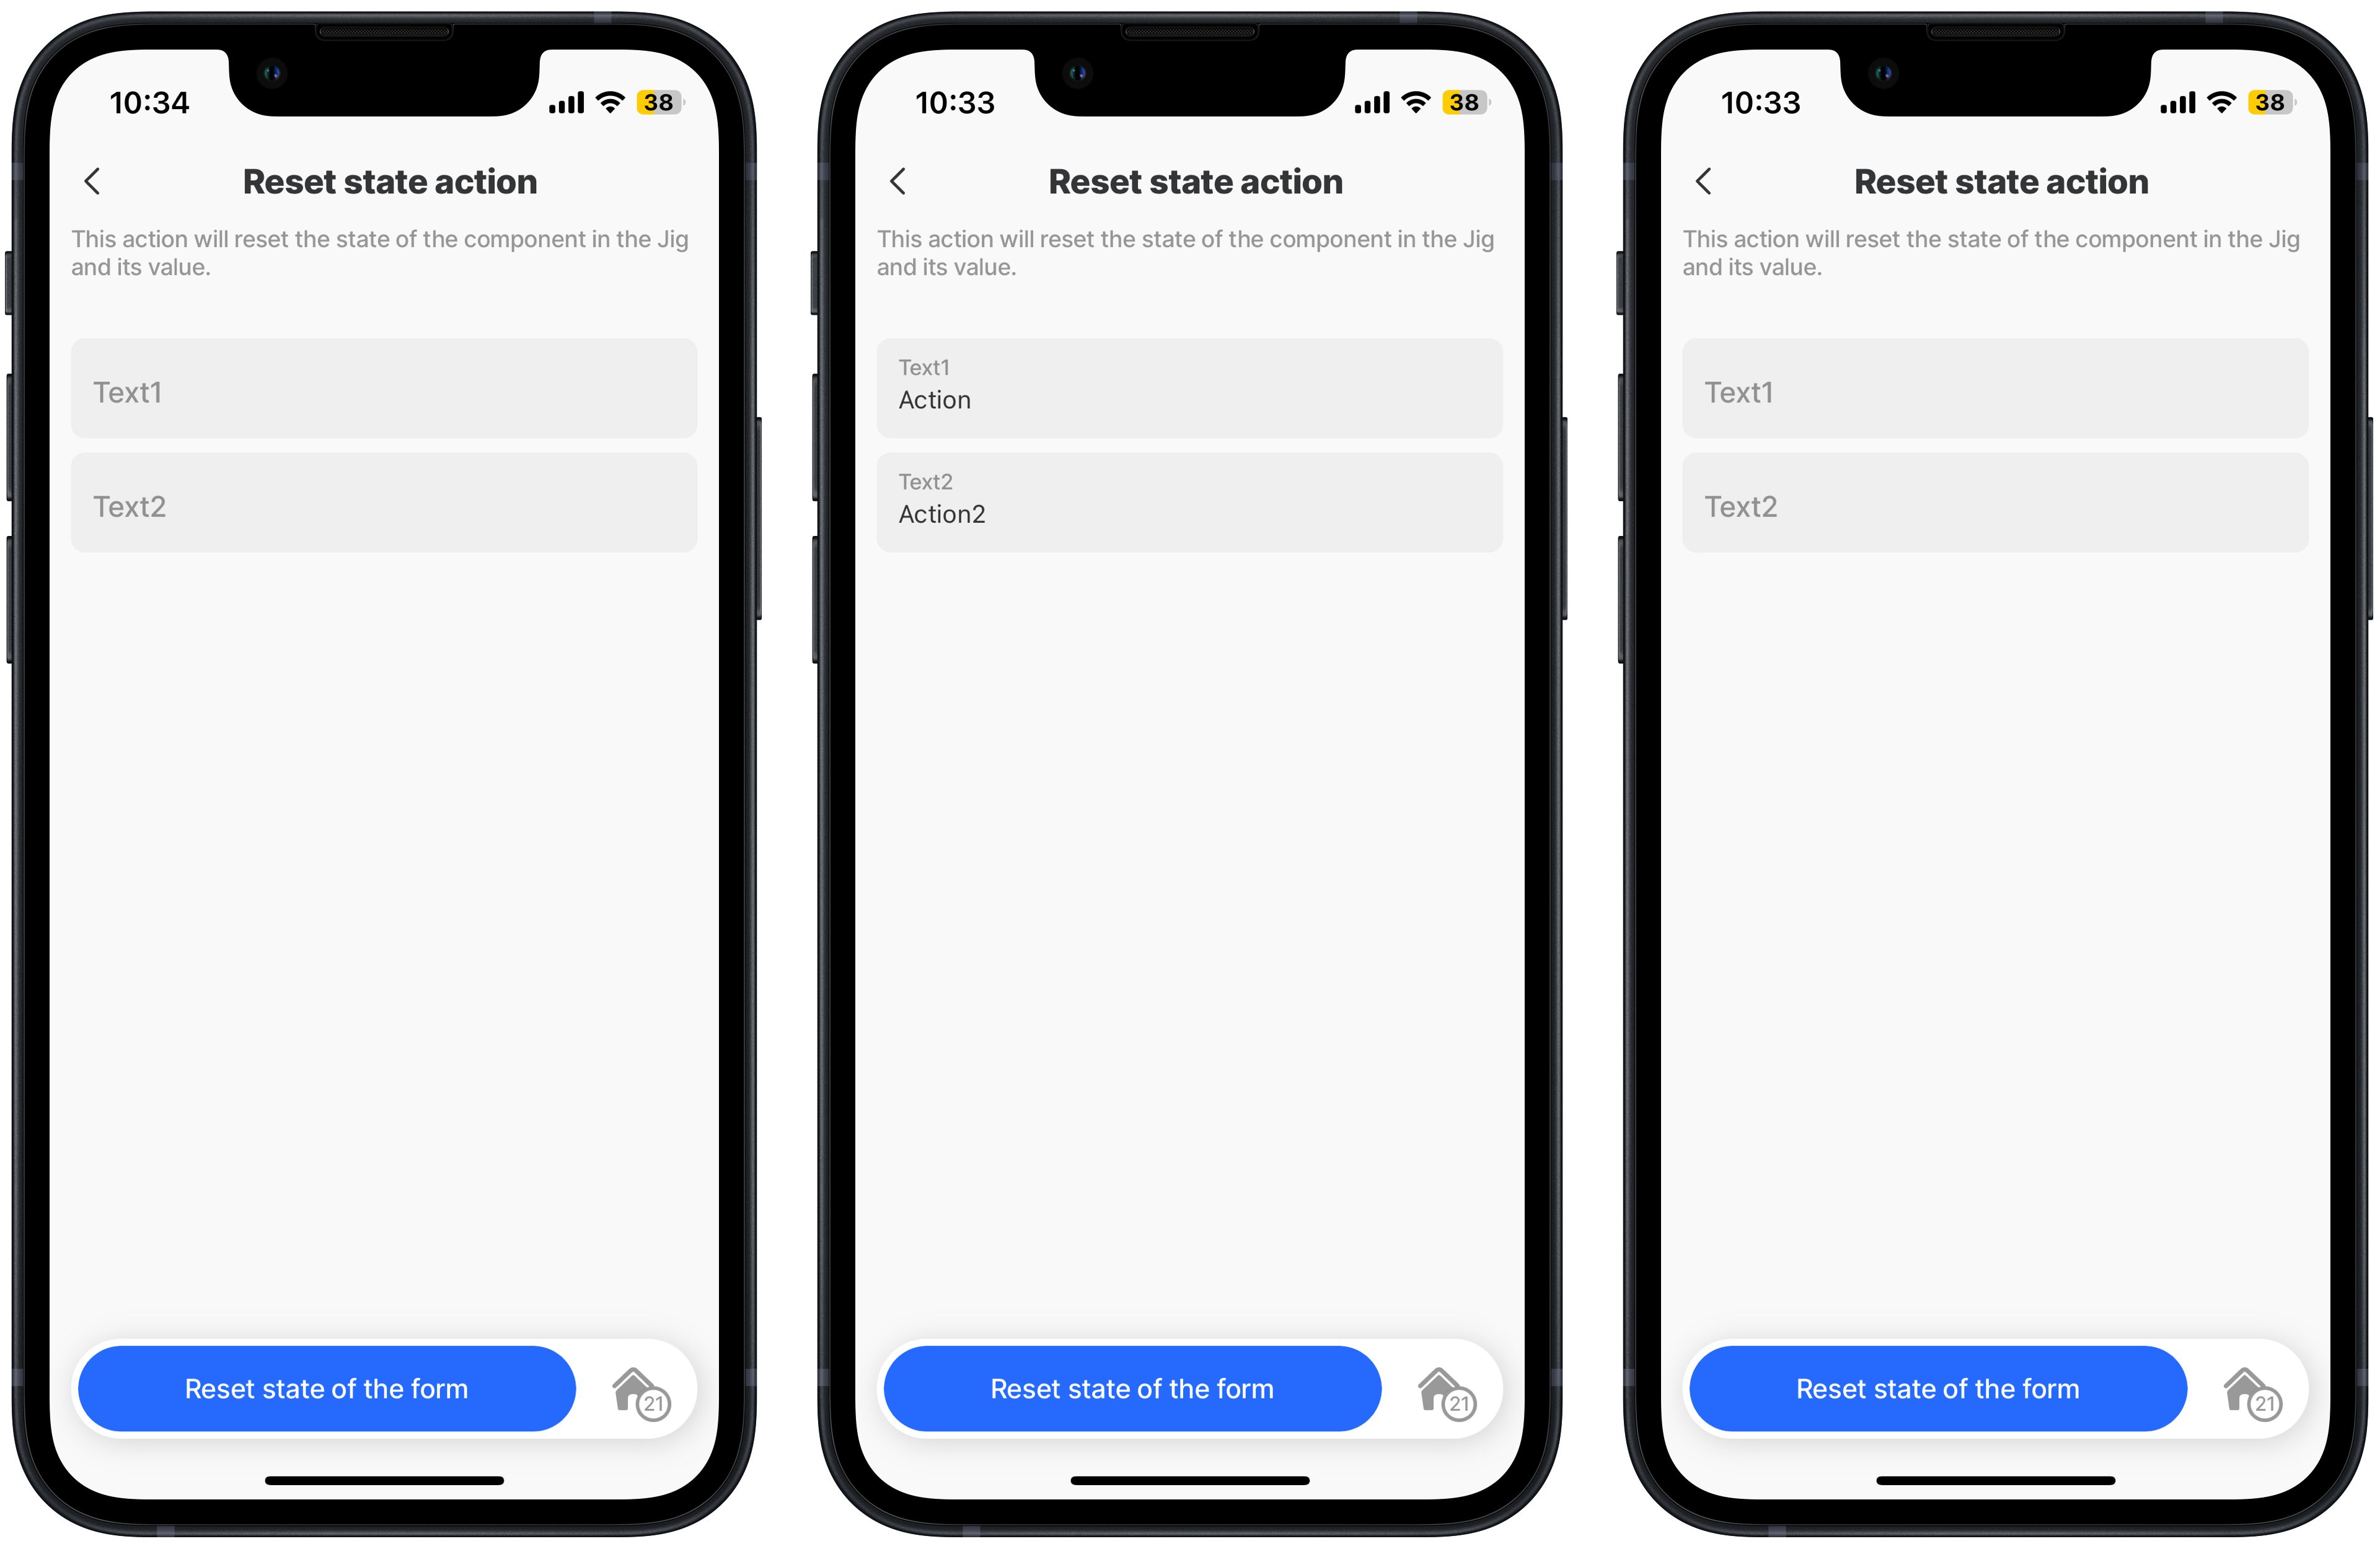 10:34
38
Reset state action
This action will reset the state of the component in the Jig
and its value.
Text1
Text2
Reset state of the form
21
10:33
38
Reset state action
This action will reset the state of the component in the Jig
and its value.
Text1
Action
Text2
Action2
Reset state of the form
21
10:33
38
Reset state action
This action will reset the state of the component in the Jig
and its value.
Text1
Text2
Reset state of the form
21